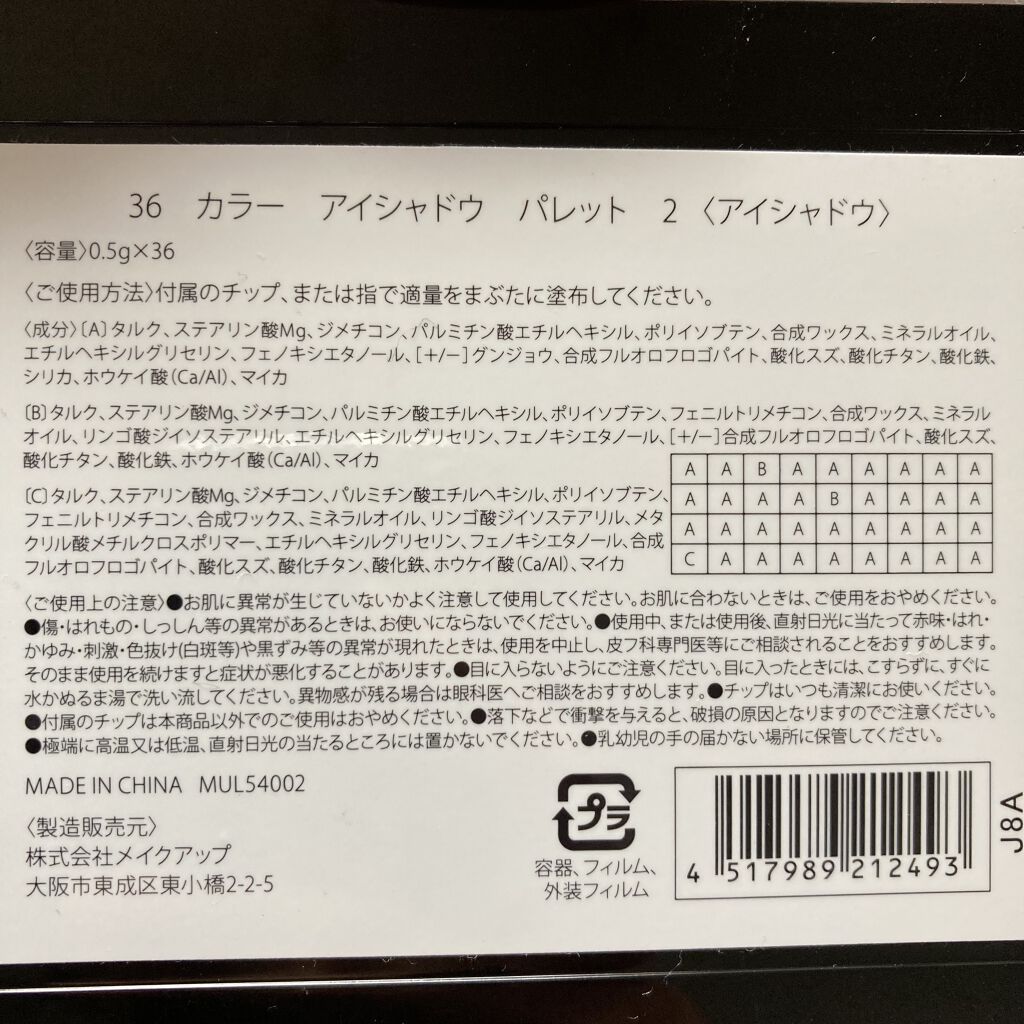 36 カラー アイシャドウ パレット 2 〈アイシャドウ〉
〈容量〉0.5g×36
〈ご使用方法〉付属のチップ、または指で適量をまぶたに塗布してください。
〈成分〉〔A〕タルク、ステアリン酸Mg、ジメチコン、パルミチン酸エチルヘキシル、ポリイソブテン、合成ワックス、ミネラルオイル、
エチルヘキシルグリセリン、フェノキシエタノール、[+/−]グンジョウ、合成フルオロフロゴパイト、酸化スズ、酸化チタン、酸化鉄、
シリカ、ホウケイ酸(Ca/Al)、マイカ
〔B〕タルク、ステアリン酸Mg、ジメチコン、パルミチン酸エチルヘキシル、ポリイソブテン、フェニルトリメチコン、合成ワックス、ミネラル
オイル、リンゴ酸ジイソステアリル、エチルヘキシルグリセリン、フェノキシエタノール、[+/−]合成フルオロフロゴパイト、酸化スズ、
酸化チタン、酸化鉄、ホウケイ酸(Ca/Al)、マイカ
〔C〕タルク、ステアリン酸Mg、ジメチコン、パルミチン酸エチルヘキシル、ポリイソブテン、
フェニルトリメチコン、合成ワックス、ミネラルオイル、リンゴ酸ジイソステアリル、メタ
クリル酸メチルクロスポリマー、エチルヘキシルグリセリン、フェノキシエタノール、合成
フルオロフロゴパイト、酸化スズ、酸化チタン、酸化鉄、ホウケイ酸(Ca/Al)、マイカ
A A B A A A A A A
A A A A B A A A A
A A A A A A A A A
C A A A A A A A A
〈ご使用上の注意〉●お肌に異常が生じていないかよく注意して使用してください。お肌に合わないときは、ご使用をおやめください。
●傷・はれもの・しっしん等の異常があるときは、お使いにならないでください。●使用中、または使用後、直射日光に当たって赤味・はれ・
かゆみ・刺激・色抜け(白斑等)や黒ずみ等の異常が現れたときは、使用を中止し、皮フ科専門医等にご相談されることをおすすめします。
そのまま使用を続けますと症状が悪化することがあります。●目に入らないようにご注意ください。目に入ったときには、こすらずに、すぐに
水かぬるま湯で洗い流してください。異物感が残る場合は眼科医へご相談をおすすめします。●チップはいつも清潔にお使いください。
●付属のチップは本商品以外でのご使用はおやめください。●落下などで衝撃を与えると、破損の原因となりますのでご注意ください。
●極端に高温又は低温、直射日光の当たるところには置かないでください。●乳幼児の手の届かない場所に保管してください。
MADE IN CHINA MUL54002
〈製造販売元〉
株式会社メイクアップ
大阪市東成区東小橋2-2-5
プラ
容器、フィルム、
外装フィルム
4 517989 212493
J8A